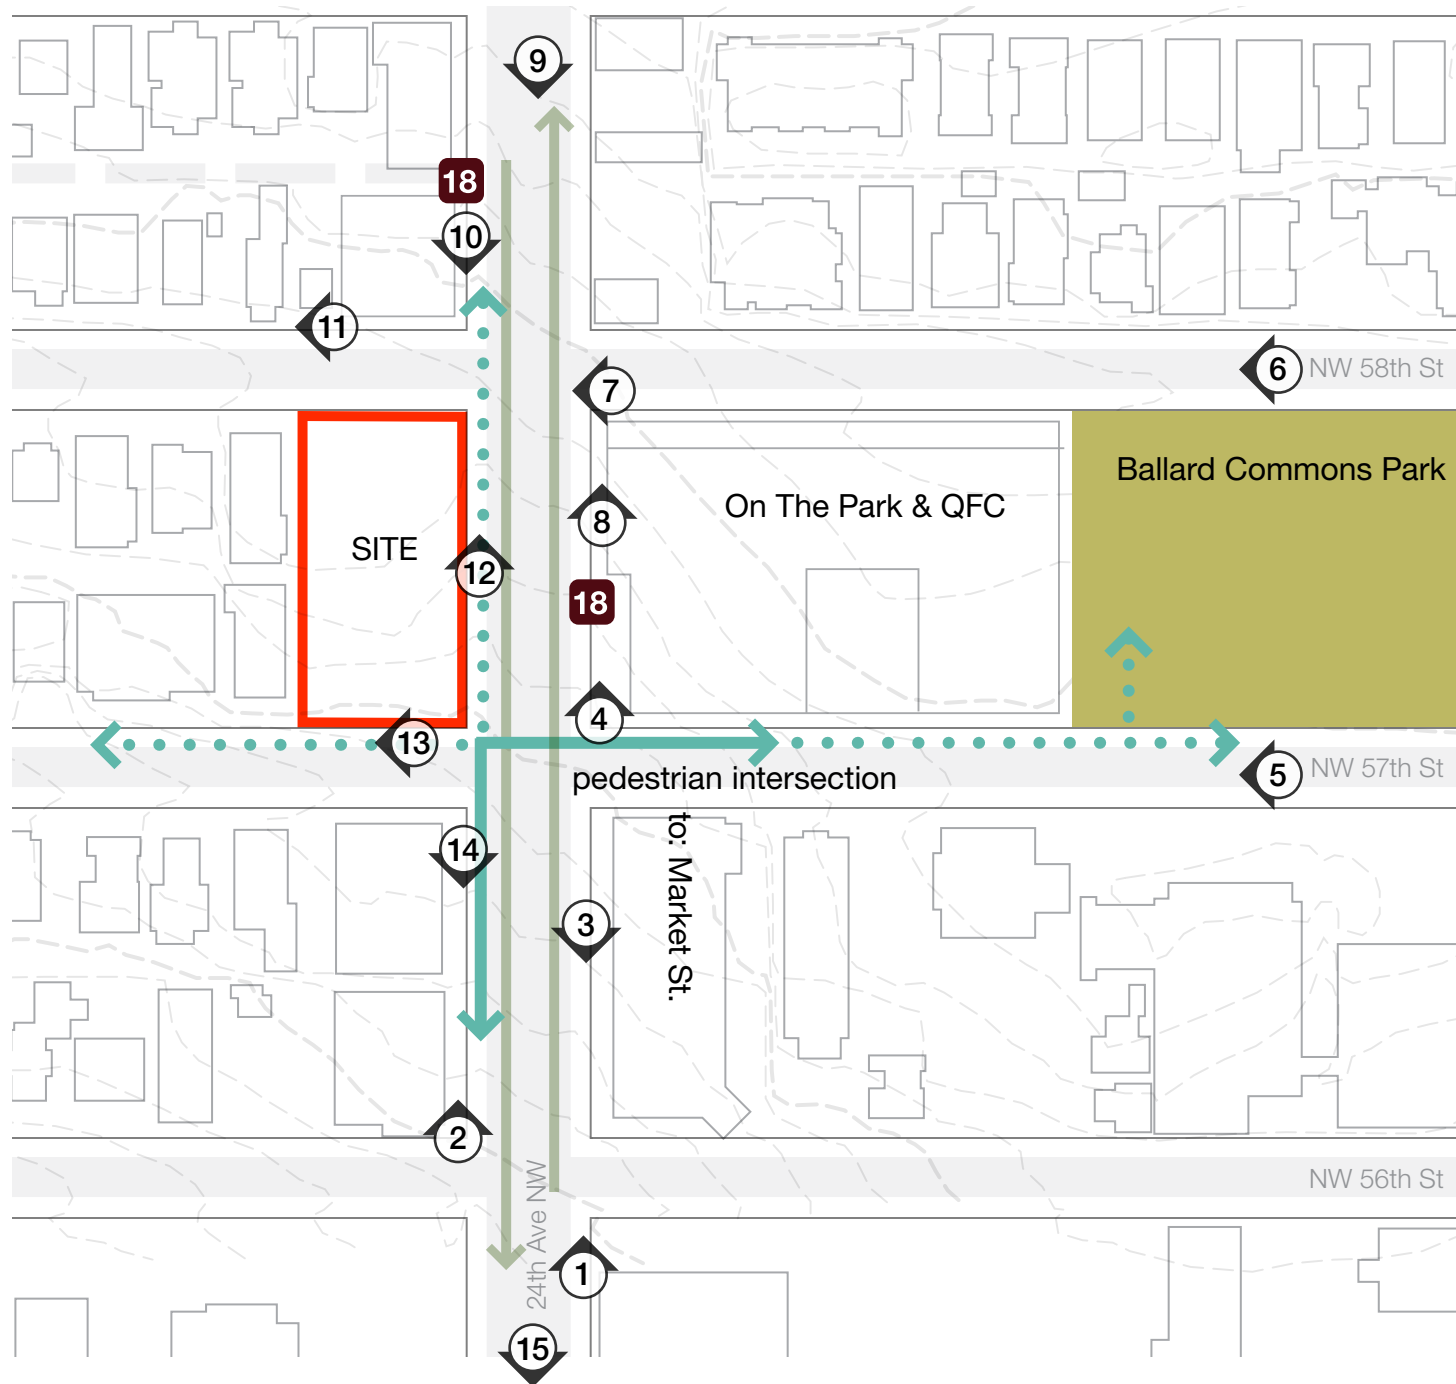 9
18
10
11
6
NW 58th St
7
Ballard Commons Park
8
On The Park & QFC
SITE
12
18
4
13
pedestrian intersection
5
NW 57th St
to: Market St.
14
3
2
NW 56th St
24th Ave NW
1
15